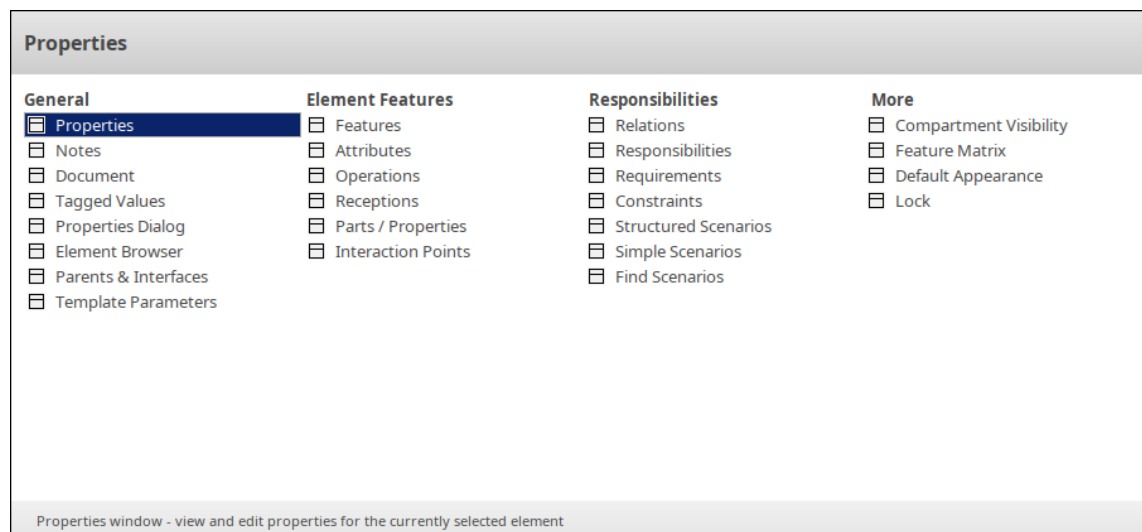 Properties
General
Properties
Notes
Document
Tagged Values
Properties Dialog
Element Browser
Parents & Interfaces
Template Parameters
Element Features
Features
Attributes
Operations
Receptions
Parts / Properties
Interaction Points
Responsibilities
Relations
Responsibilities
Requirements
Constraints
Structured Scenarios
Simple Scenarios
Find Scenarios
More
Compartment Visibility
Feature Matrix
Default Appearance
Lock
Properties window - view and edit properties for the currently selected element